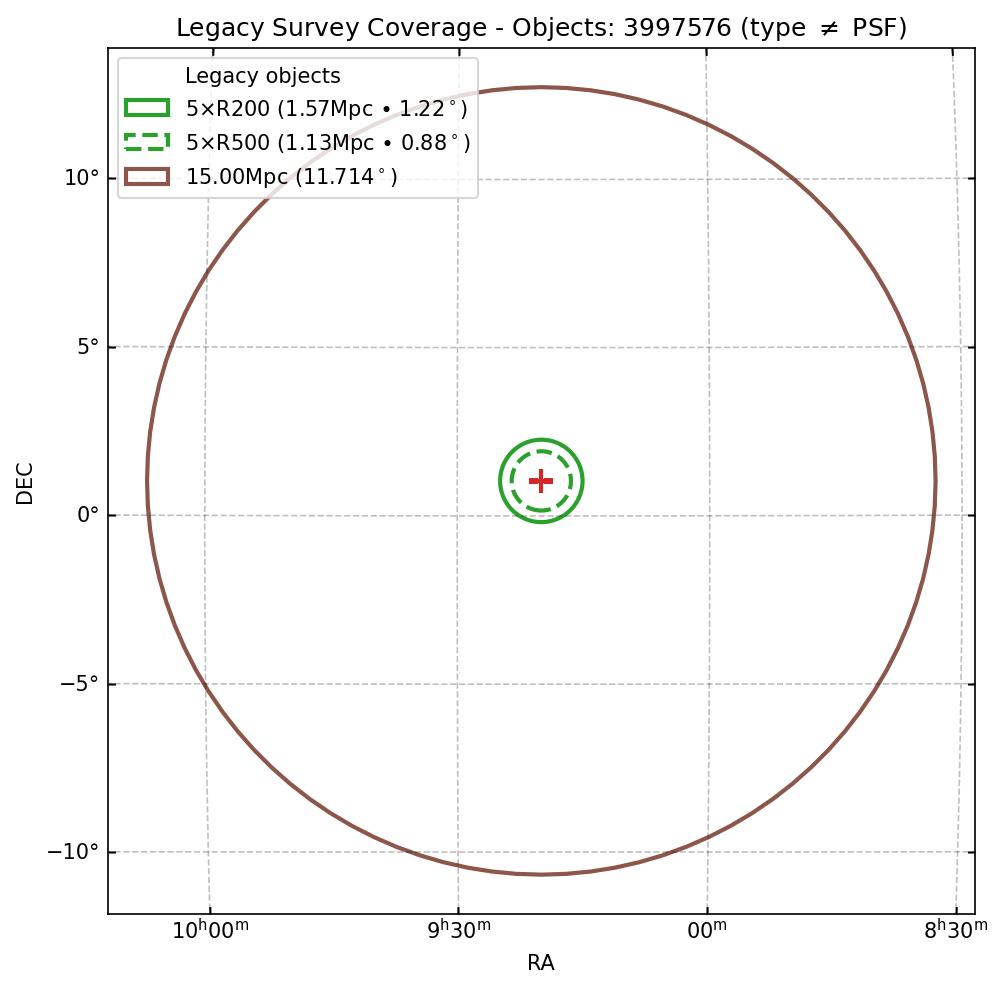 Legacy Survey Coverage - Objects: 3997576 (type ≠ PSF)
Legacy objects
5×R200 (1.57Mpc • 1.22°)
5×R500 (1.13Mpc • 0.88°)
15.00Mpc (11.714°)
10°
5°
0°
−5°
−10°
DEC
10ʰ00ᵐ 9ʰ30ᵐ 00ᵐ 8ʰ30ᵐ
RA